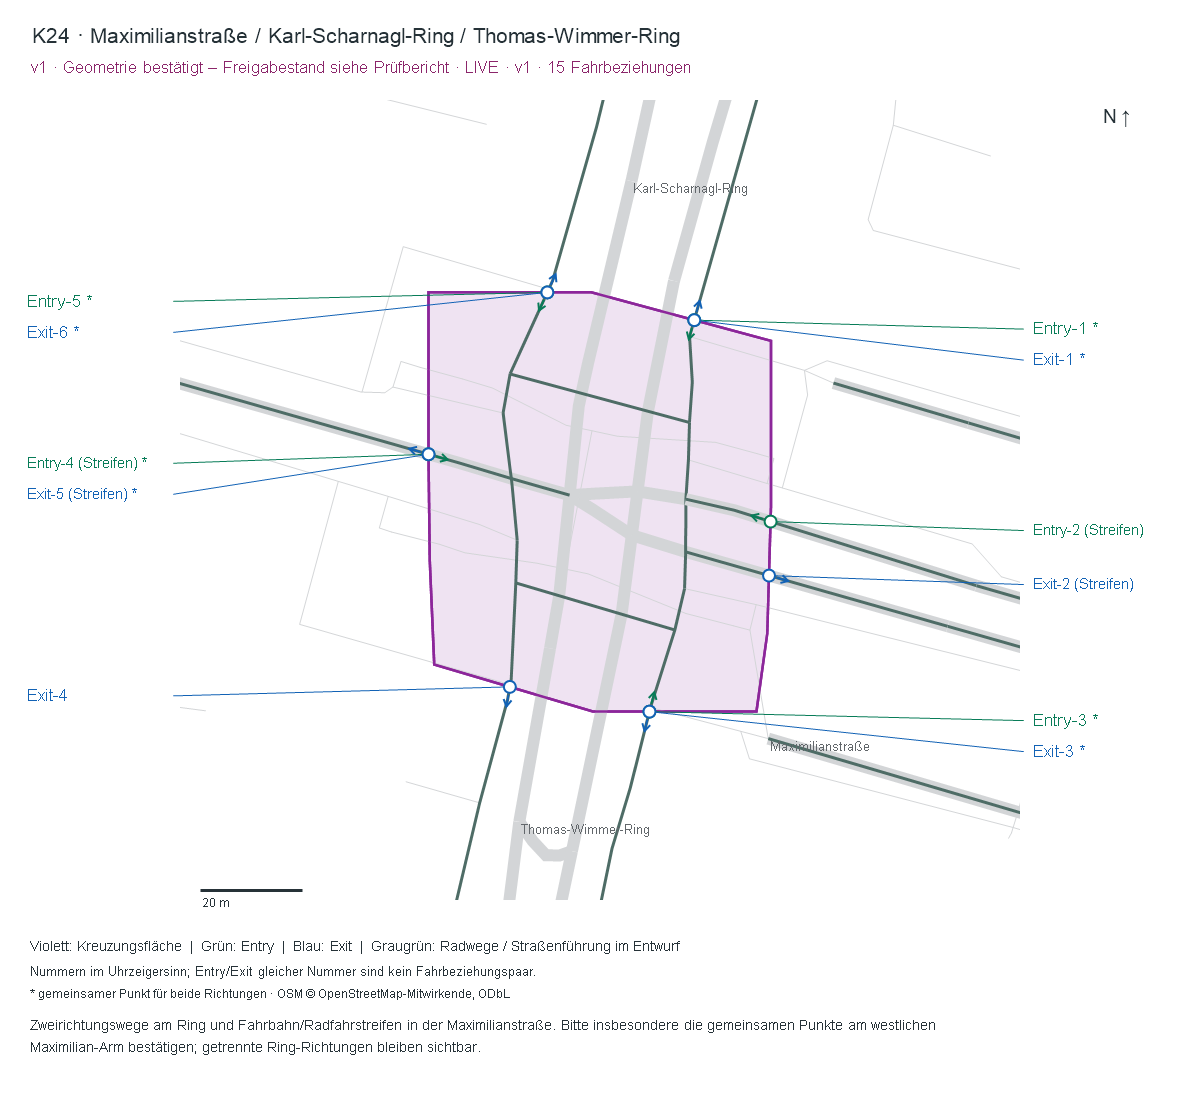 K24 · Maximilianstraße / Karl-Scharnagl-Ring / Thomas-Wimmer-Ring
v1 · Geometrie bestätigt – Freigabestand siehe Prüfbericht · LIVE · v1 · 15 Fahrbeziehungen
N ↑
Karl-Scharnagl-Ring
Entry-5 *
Exit-6 *
Entry-1 *
Exit-1 *
Entry-4 (Streifen) *
Exit-5 (Streifen) *
Entry-2 (Streifen)
Exit-2 (Streifen)
Exit-4
Entry-3 *
Exit-3 *
Maximilianstraße
Thomas-Wimmer-Ring
20 m
Violett: Kreuzungsfläche | Grün: Entry | Blau: Exit | Graugrün: Radwege / Straßenführung im Entwurf
Nummern im Uhrzeigersinn; Entry/Exit gleicher Nummer sind kein Fahrbeziehungspaar.
* gemeinsamer Punkt für beide Richtungen · OSM © OpenStreetMap-Mitwirkende, ODbL
Zweirichtungswege am Ring und Fahrbahn/Radfahrstreifen in der Maximilianstraße. Bitte insbesondere die gemeinsamen Punkte am westlichen
Maximilian-Arm bestätigen; getrennte Ring-Richtungen bleiben sichtbar.